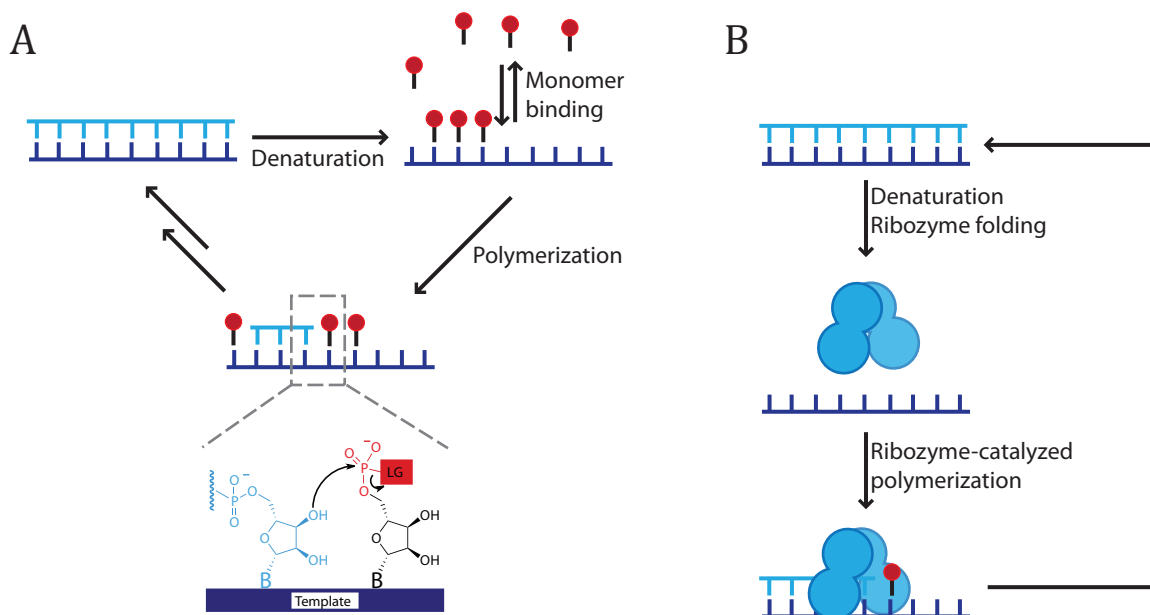 A
Monomer
binding
Denaturation
Polymerization
O
O
−
P
LG
O
−
O
P
O
O
OH
OH
O
O
OH
OH
B
B
Template
B
Denaturation
Ribozyme folding
Ribozyme-catalyzed
polymerization